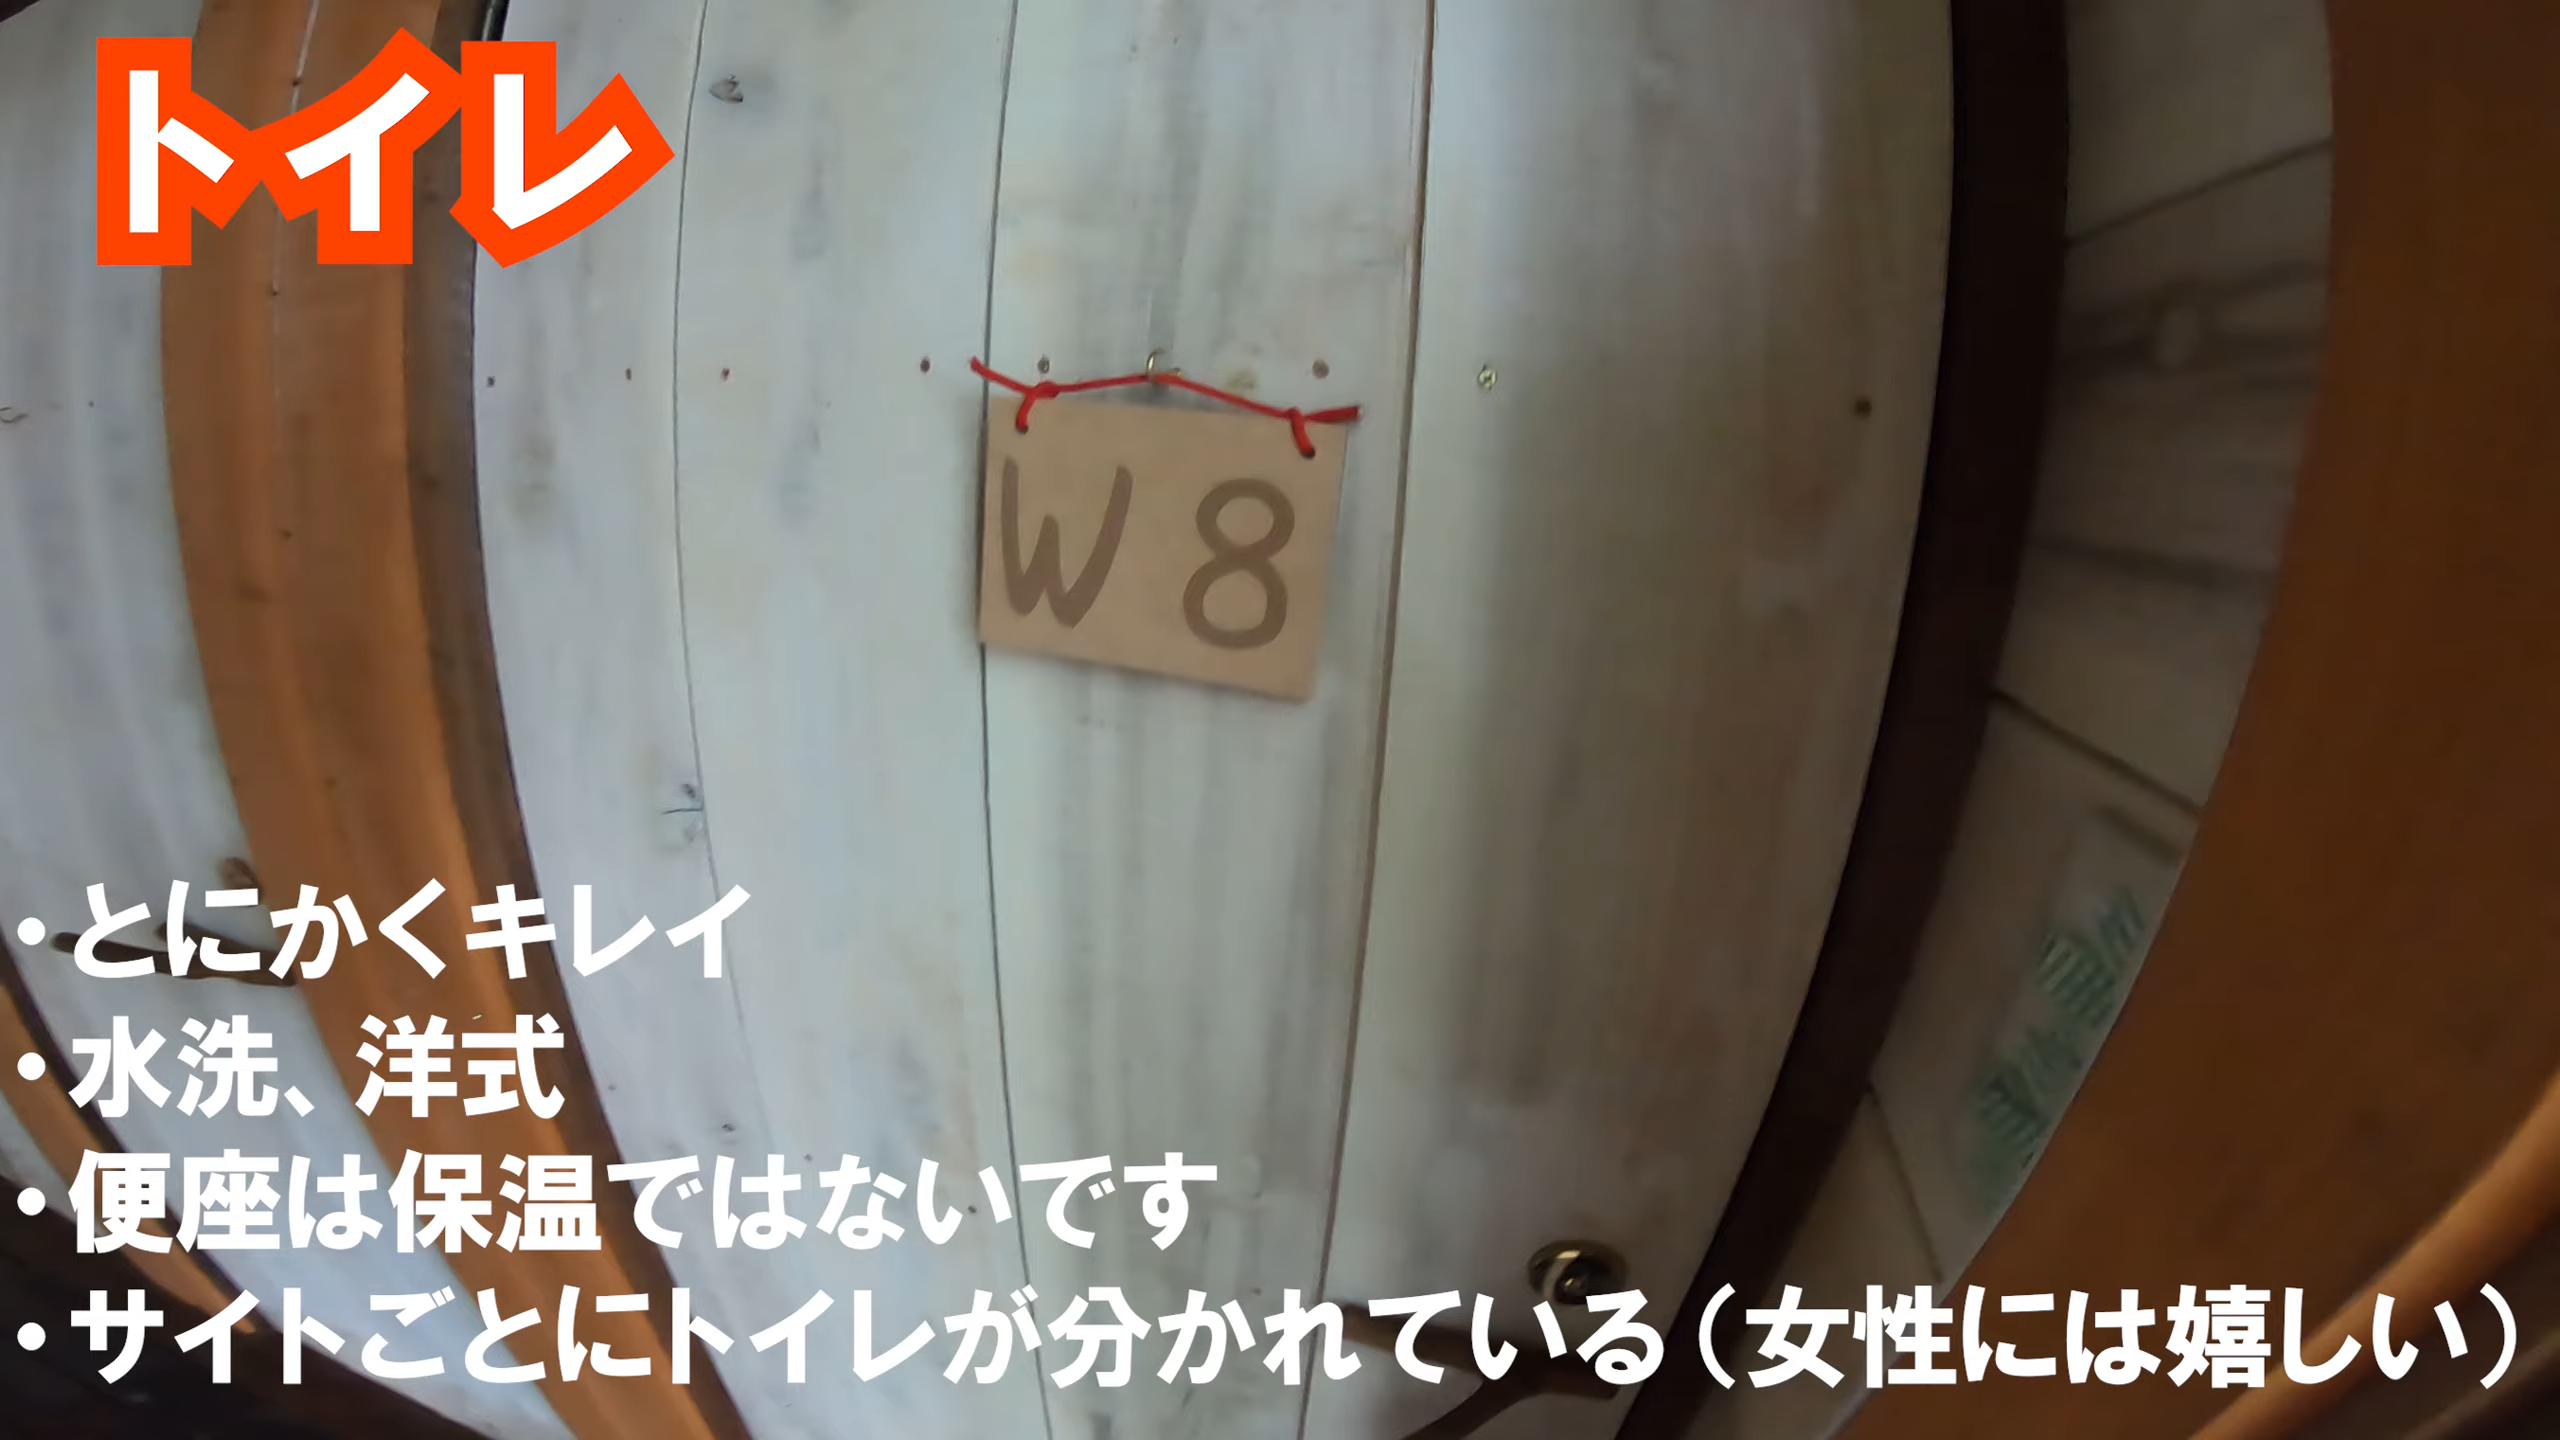 トイレ
W 8
・とにかくキレイ
・水洗、洋式
・便座は保温ではないです
・サイトごとにトイレが分かれている（女性には嬉しい）